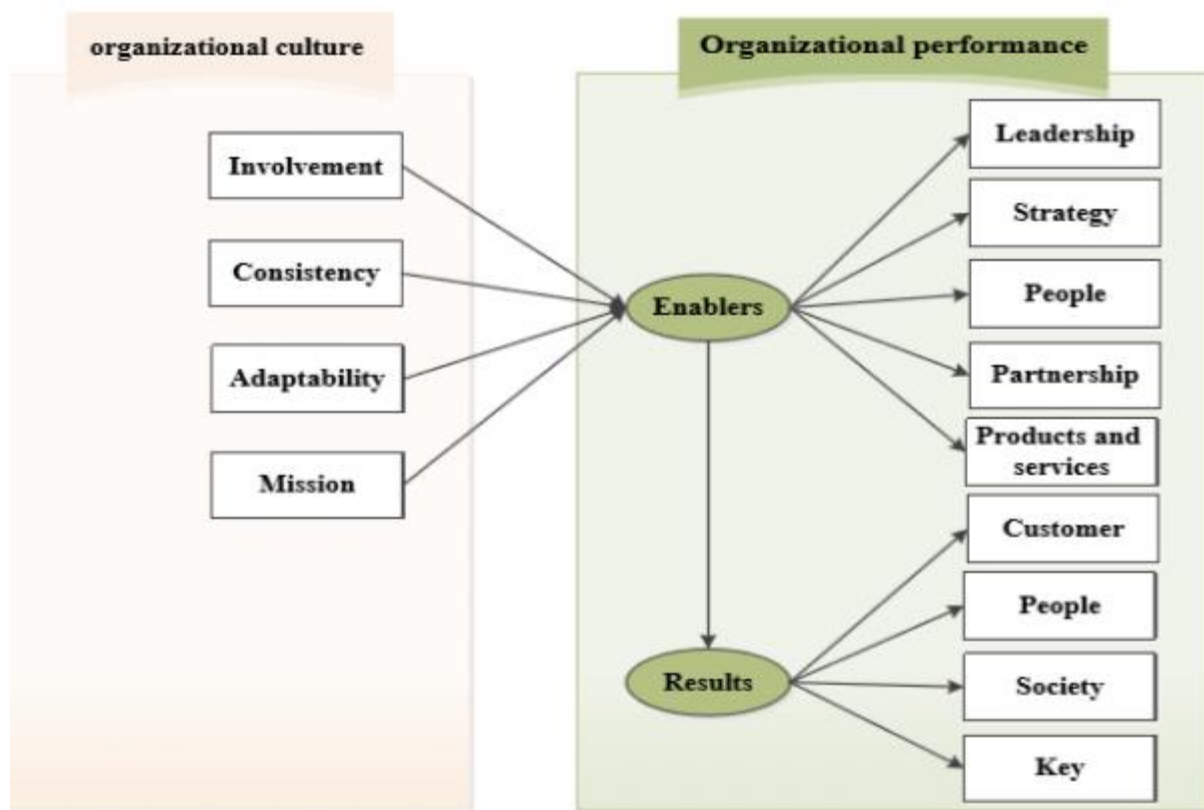 organizational culture
Organizational performance
Involvement
Consistency
Adaptability
Mission
Enablers
Results
Leadership
Strategy
People
Partnership
Products and
services
Customer
People
Society
Key